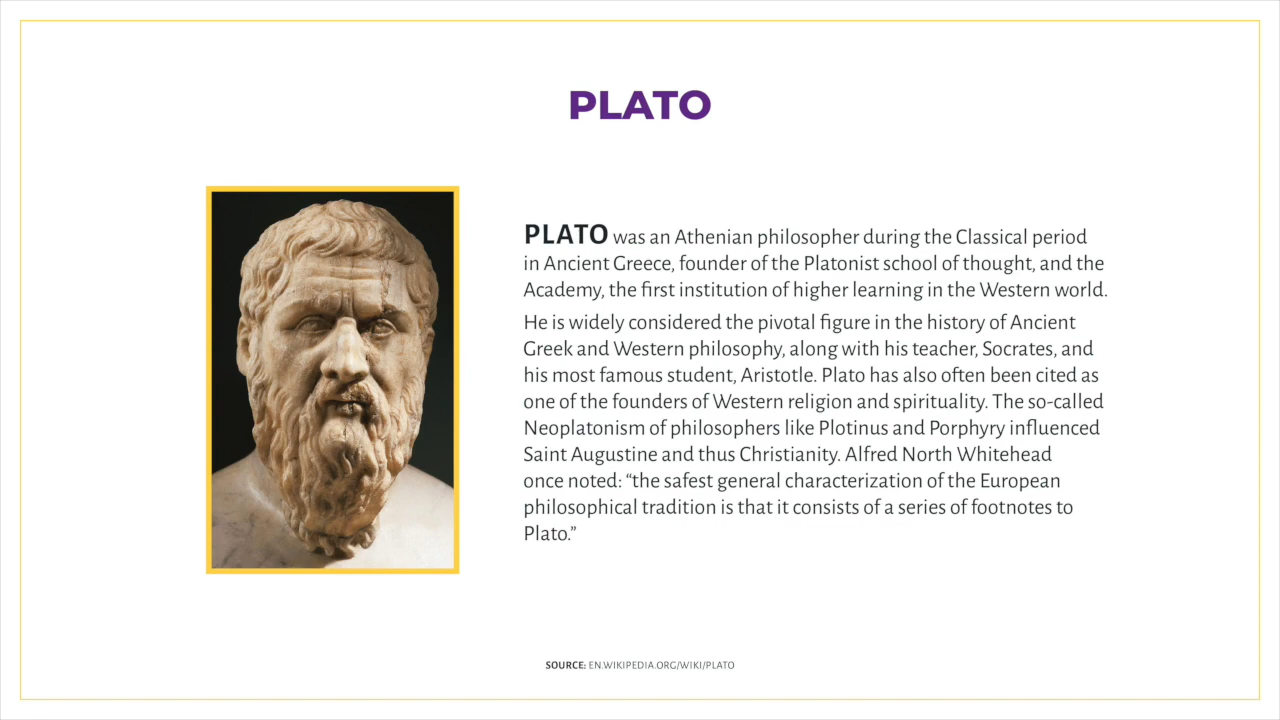 PLATO
PLATO was an Athenian philosopher during the Classical period
in Ancient Greece, founder of the Platonist school of thought, and the
Academy, the first institution of higher learning in the Western world.
He is widely considered the pivotal figure in the history of Ancient
Greek and Western philosophy, along with his teacher, Socrates, and
his most famous student, Aristotle. Plato has also often been cited as
one of the founders of Western religion and spirituality. The so-called
Neoplatonism of philosophers like Plotinus and Porphyry influenced
Saint Augustine and thus Christianity. Alfred North Whitehead
once noted: “the safest general characterization of the European
philosophical tradition is that it consists of a series of footnotes to
Plato.”
SOURCE: EN.WIKIPEDIA.ORG/WIKI/PLATO